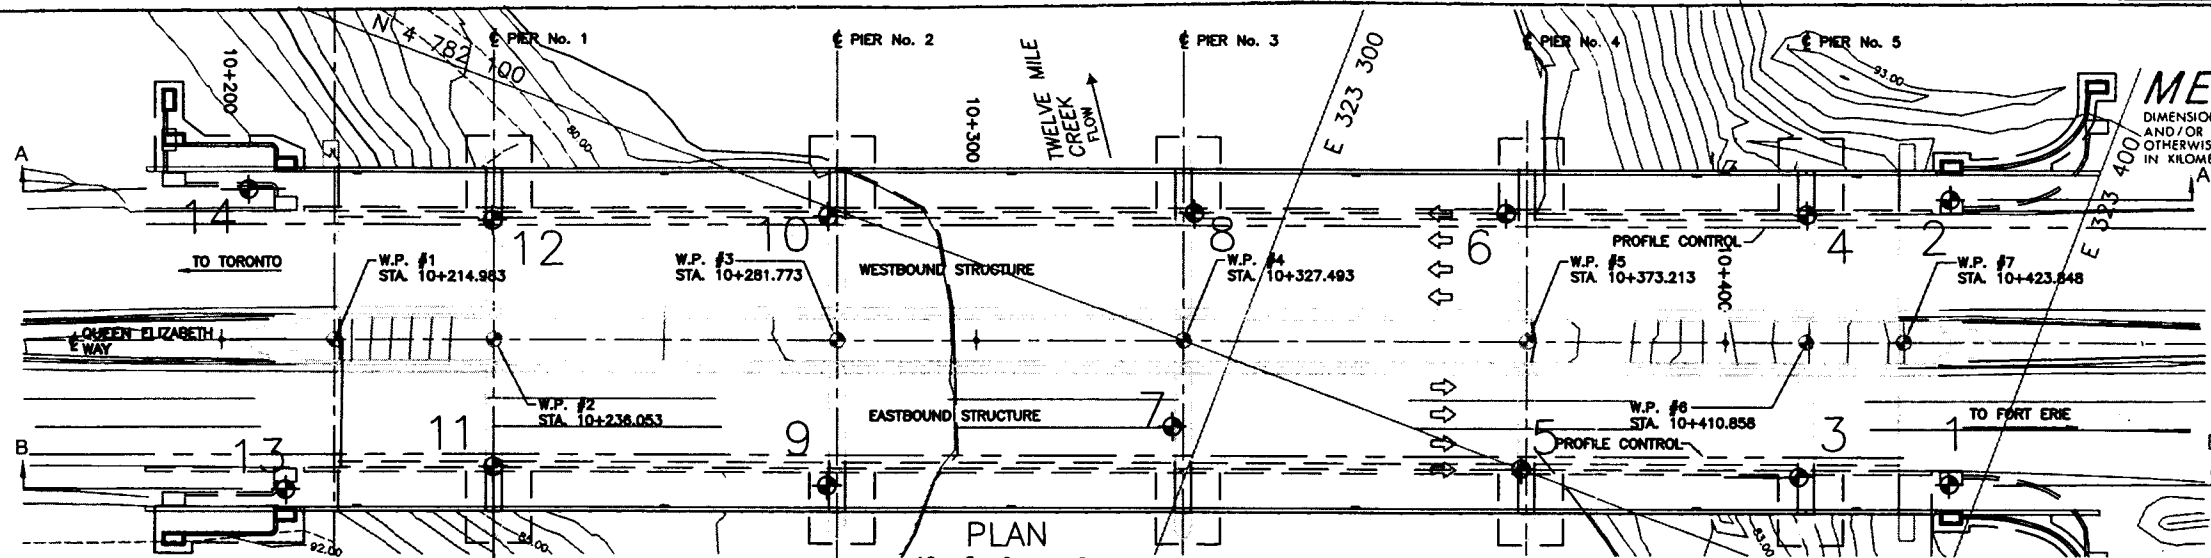 N 4 782 100
℄ PIER No. 1
℄ PIER No. 2
℄ PIER No. 3
℄ PIER No. 4
℄ PIER No. 5
10+200
10+300
TWELVE MILE
CREEK
FLOW
E 323 300
93.00
80.00
DIMENSION
AND/OR
OTHERWIS
IN KILOME
E 323 400
A
A
14
12
10
8
6
4
2
PROFILE CONTROL
TO TORONTO
W.P. #1
STA. 10+214.983
W.P. #3
STA. 10+281.773
WESTBOUND STRUCTURE
W.P. #4
STA. 10+327.493
W.P. #5
STA. 10+373.213
10+400
W.P. #7
STA. 10+423.848
℄ QUEEN ELIZABETH
WAY
W.P. #2
STA. 10+236.053
EASTBOUND STRUCTURE
W.P. #6
STA. 10+410.858
TO FORT ERIE
B
13
11
9
7
5
3
1
PROFILE CONTROL
92.00
85.00
PLAN
83.00